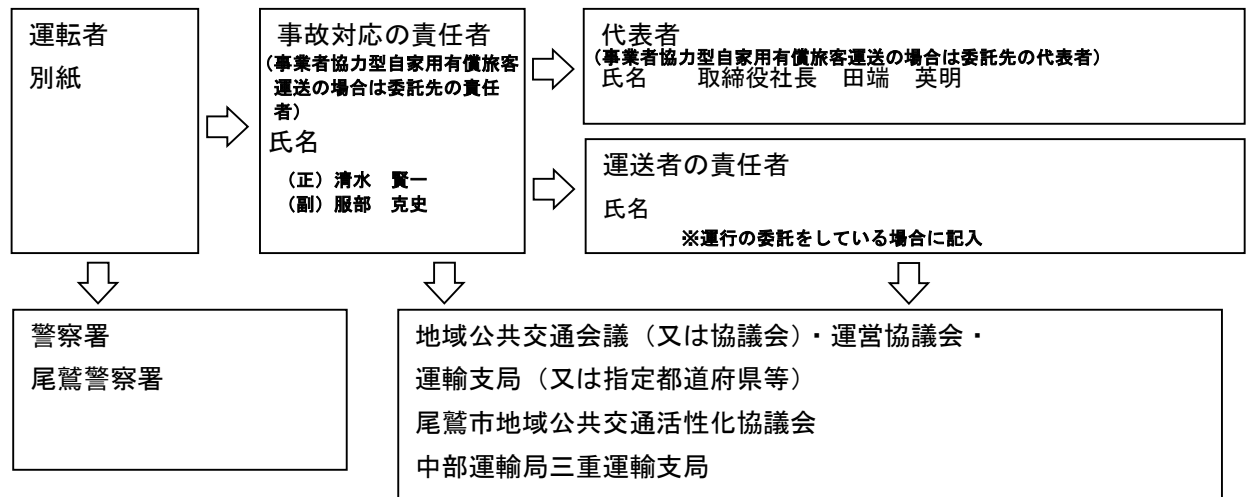 運転者
別紙
事故対応の責任者
(事業者協力型自家用有償旅客
運送の場合は委託先の責任
者)
氏名
(正)清水 賢一
(副)服部 克史
代表者
(事業者協力型自家用有償旅客運送の場合は委託先の代表者)
氏名 取締役社長 田端 英明
運送者の責任者
氏名
※運行の委託をしている場合に記入
警察署
尾鷲警察署
地域公共交通会議(又は協議会)・運営協議会・
運輸支局(又は指定都道府県等)
尾鷲市地域公共交通活性化協議会
中部運輸局三重運輸支局